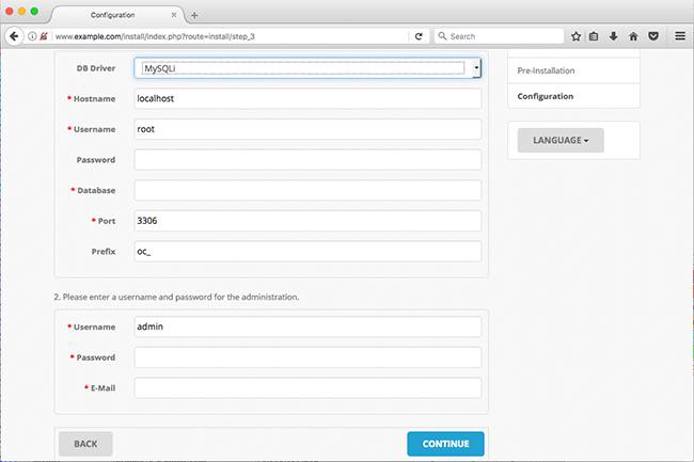 Configuration
www.example.com/install/index.php?route=install/step_3
Search
DB Driver
MySQLi
Pre-Installation
Configuration
* Hostname
localhost
* Username
root
LANGUAGE
Password
* Database
* Port
3306
Prefix
oc_
2. Please enter a username and password for the administration.
* Username
admin
* Password
* E-Mail
BACK
CONTINUE